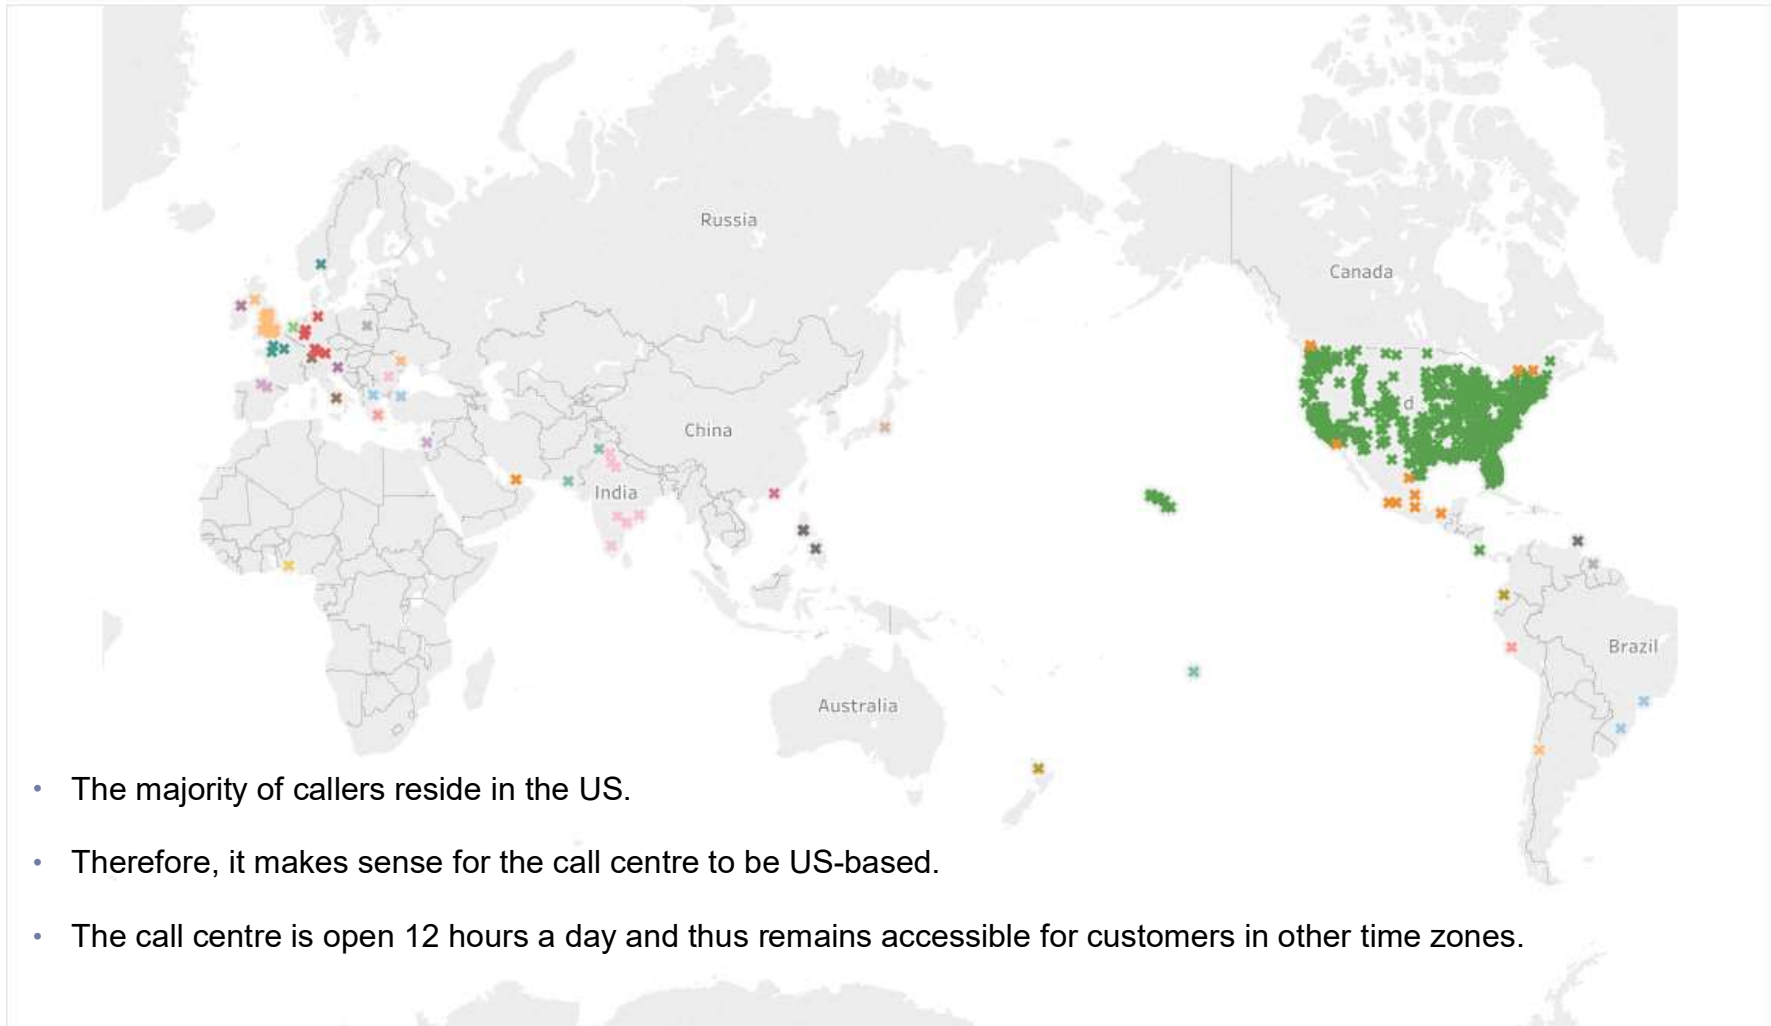 Russia
Canada
d
China
India
Brazil
Australia
• The majority of callers reside in the US.
• Therefore, it makes sense for the call centre to be US-based.
• The call centre is open 12 hours a day and thus remains accessible for customers in other time zones.